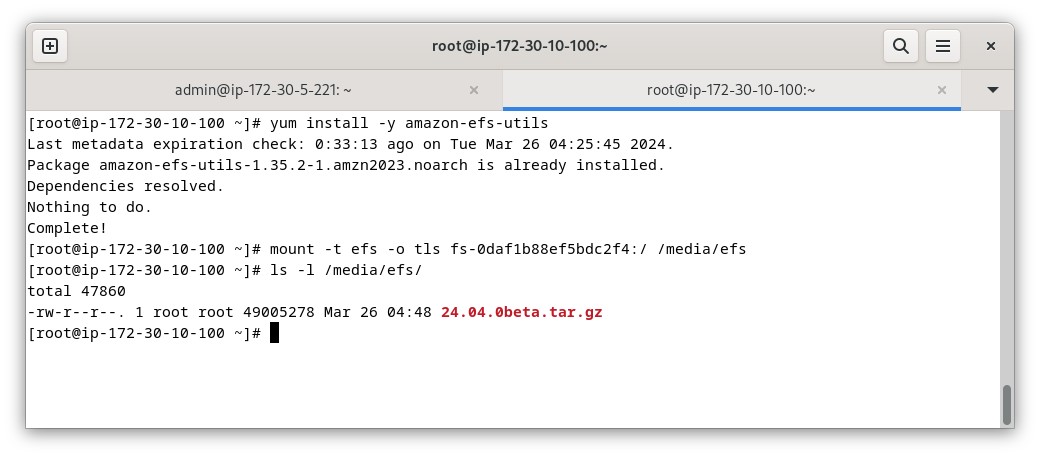 root@ip-172-30-10-100:~
admin@ip-172-30-5-221: ~
root@ip-172-30-10-100:~
[root@ip-172-30-10-100 ~]# yum install -y amazon-efs-utils
Last metadata expiration check: 0:33:13 ago on Tue Mar 26 04:25:45 2024.
Package amazon-efs-utils-1.35.2-1.amzn2023.noarch is already installed.
Dependencies resolved.
Nothing to do.
Complete!
[root@ip-172-30-10-100 ~]# mount -t efs -o tls fs-0daf1b88ef5bdc2f4:/ /media/efs
[root@ip-172-30-10-100 ~]# ls -l /media/efs/
total 47860
-rw-r--r--. 1 root root 49005278 Mar 26 04:48 24.04.0beta.tar.gz
[root@ip-172-30-10-100 ~]#